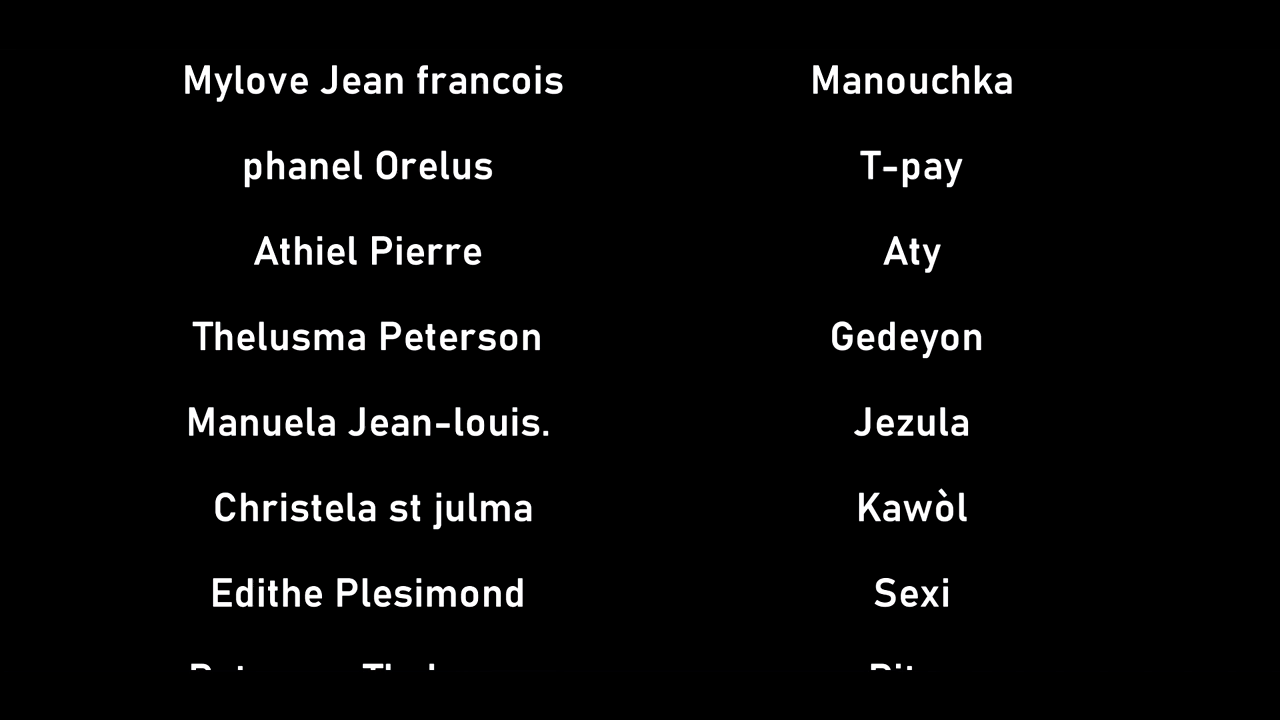 Mylove Jean francois Manouchka
phanel Orelus T-pay
Athiel Pierre Aty
Thelusma Peterson Gedeyon
Manuela Jean-louis. Jezula
Christela st julma Kawòl
Edithe Plesimond Sexi